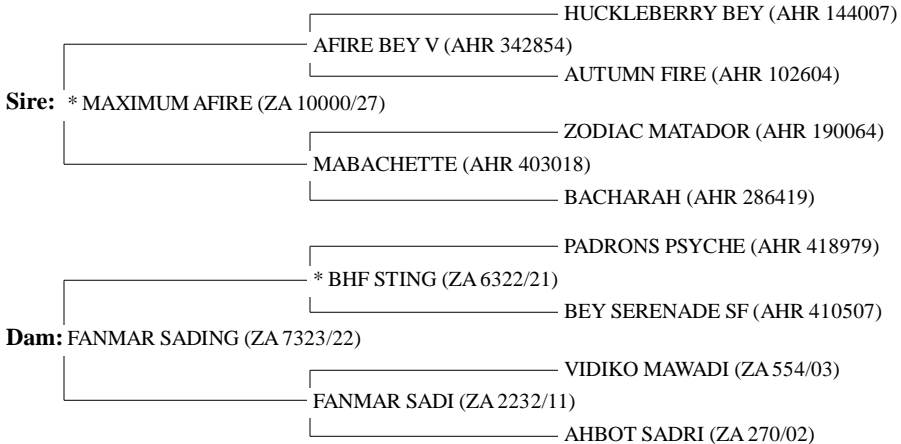 HUCKLEBERRY BEY (AHR 144007)
AFIRE BEY V (AHR 342854)
AUTUMN FIRE (AHR 102604)
Sire: * MAXIMUM AFIRE (ZA 10000/27)
ZODIAC MATADOR (AHR 190064)
MABACHETTE (AHR 403018)
BACHARAH (AHR 286419)
PADRONS PSYCHE (AHR 418979)
* BHF STING (ZA 6322/21)
BEY SERENADE SF (AHR 410507)
Dam: FANMAR SADING (ZA 7323/22)
VIDIKO MAWADI (ZA 554/03)
FANMAR SADI (ZA 2232/11)
AHBOT SADRI (ZA 270/02)